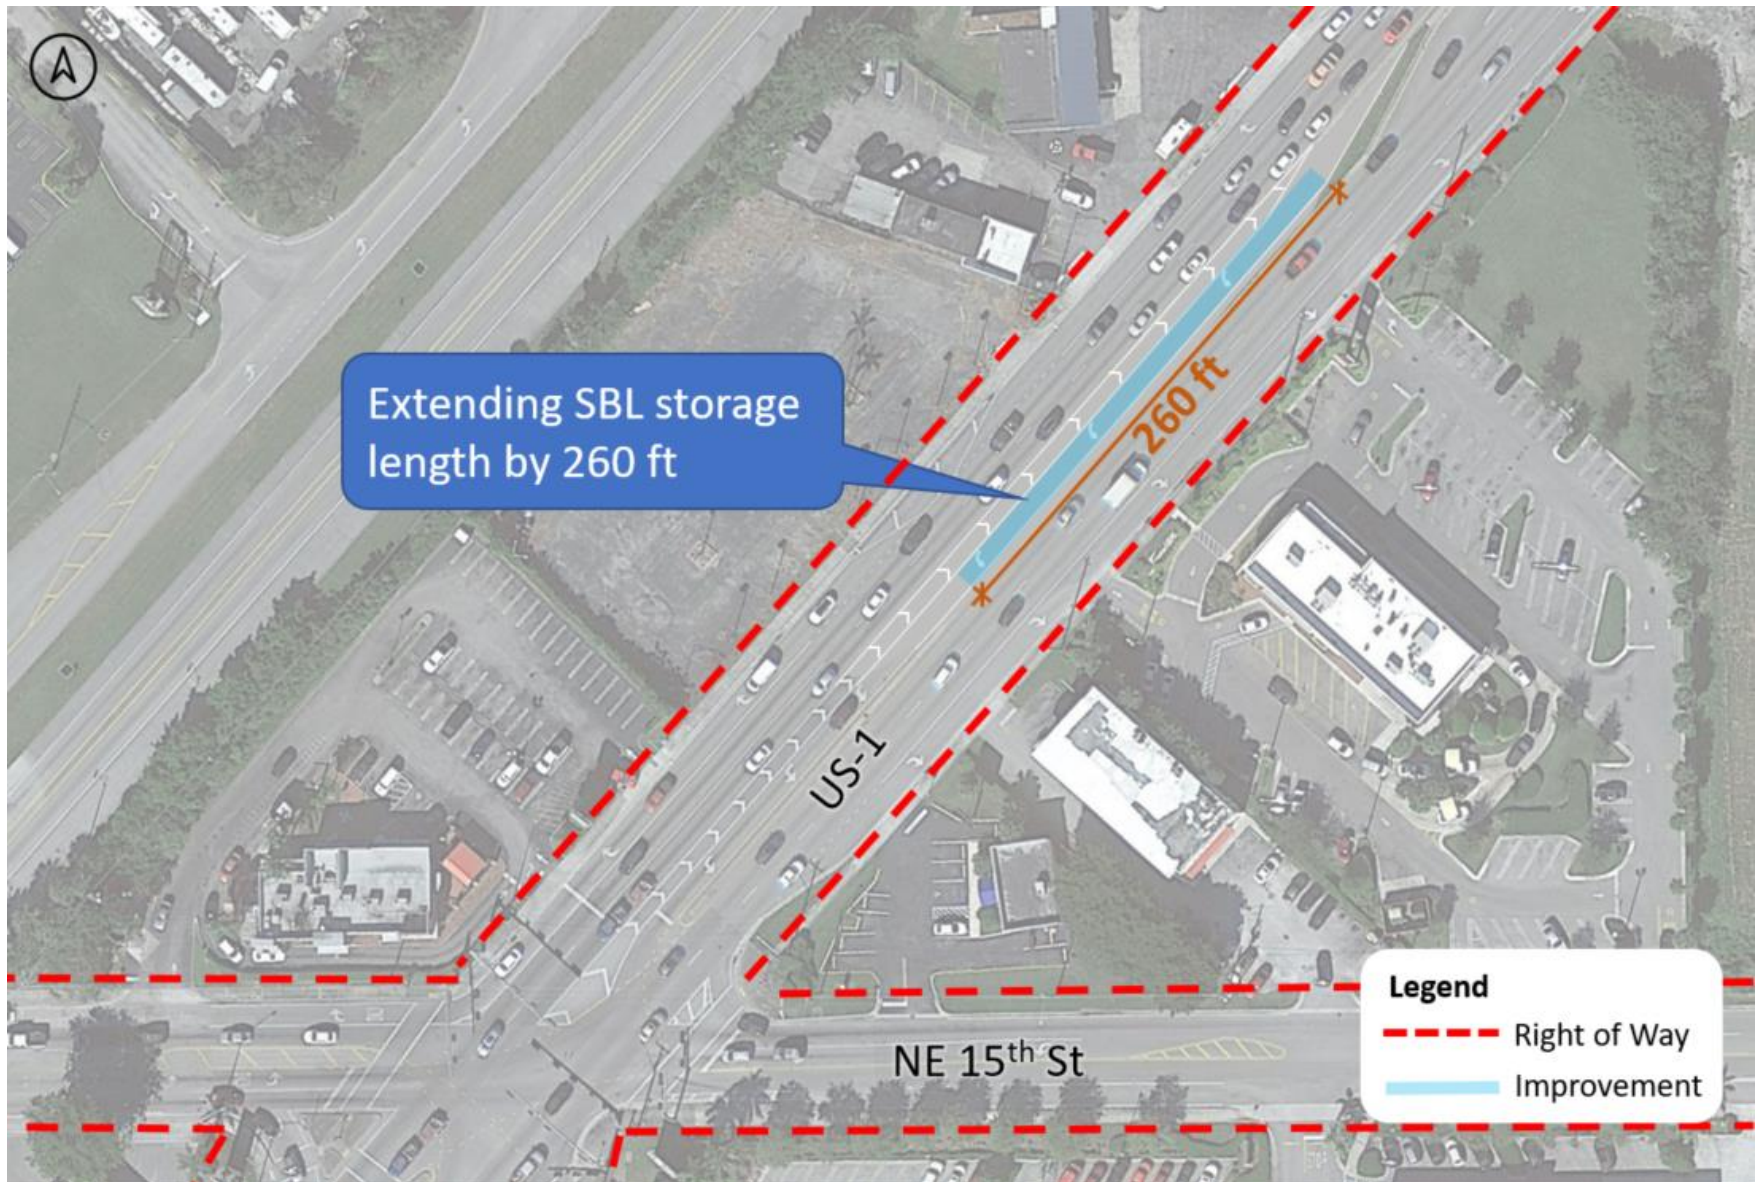 Extending SBL storage
length by 260 ft
260 ft
US-1
NE 15th St
Legend
Right of Way
Improvement